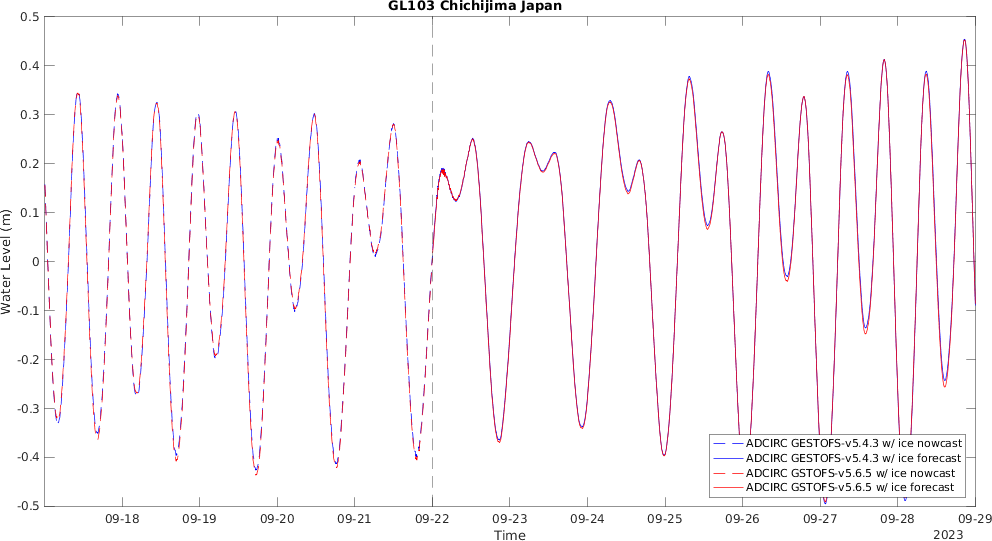 GL103 Chichijima Japan
0.5
0.4
0.3
0.2
0.1
0
-0.1
-0.2
-0.3
-0.4
-0.5
Water Level (m)
ADCIRC GESTOFS-v5.4.3 w/ ice nowcast
ADCIRC GESTOFS-v5.4.3 w/ ice forecast
ADCIRC GSTOFS-v5.6.5 w/ ice nowcast
ADCIRC GSTOFS-v5.6.5 w/ ice forecast
09-18 09-19 09-20 09-21 09-22 09-23 09-24 09-25 09-26 09-27 09-28 09-29
Time
2023